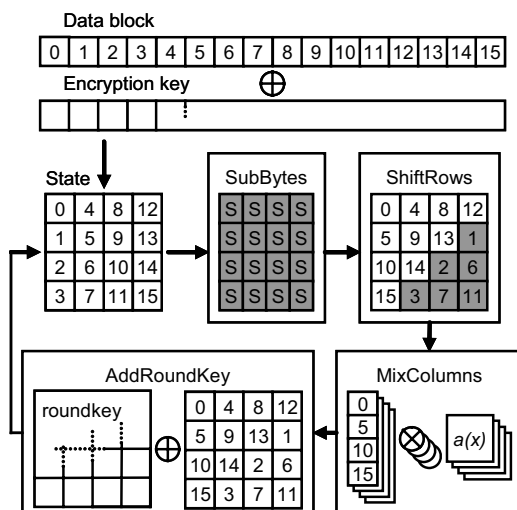 Data block
0 1 2 3 4 5 6 7 8 9 10 11 12 13 14 15
⊕
Encryption key
State
0 4 8 12
1 5 9 13
2 6 10 14
3 7 11 15
SubBytes
S S S S
S S S S
S S S S
S S S S
ShiftRows
0 4 8 12
5 9 13 1
10 14 2 6
15 3 7 11
AddRoundKey
roundkey
⊕
0 4 8 12
5 9 13 1
10 14 2 6
15 3 7 11
MixColumns
0
5
10
15
⊗
a(x)